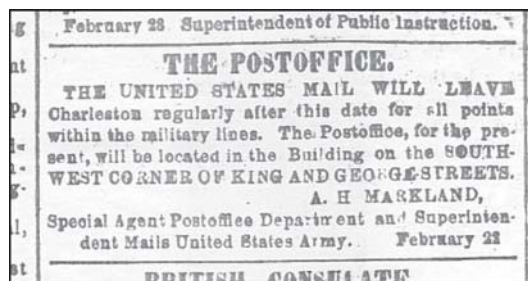 February 28 Superintendent of Public Instruction.
THE POSTOFFICE.
THE UNITED STATES MAIL WILL LEAVE
Charleston regularly after this date for all points
within the military lines. The Postoffice, for the pre-
sent, will be located in the Building on the SOUTH-
WEST CORNER OF KING AND GEORGE-STREETS.
A. H MARKLAND,
Special Agent Postoffice Department and Superinten-
dent Mails United States Army. February 22
BRITISH CONSULATE